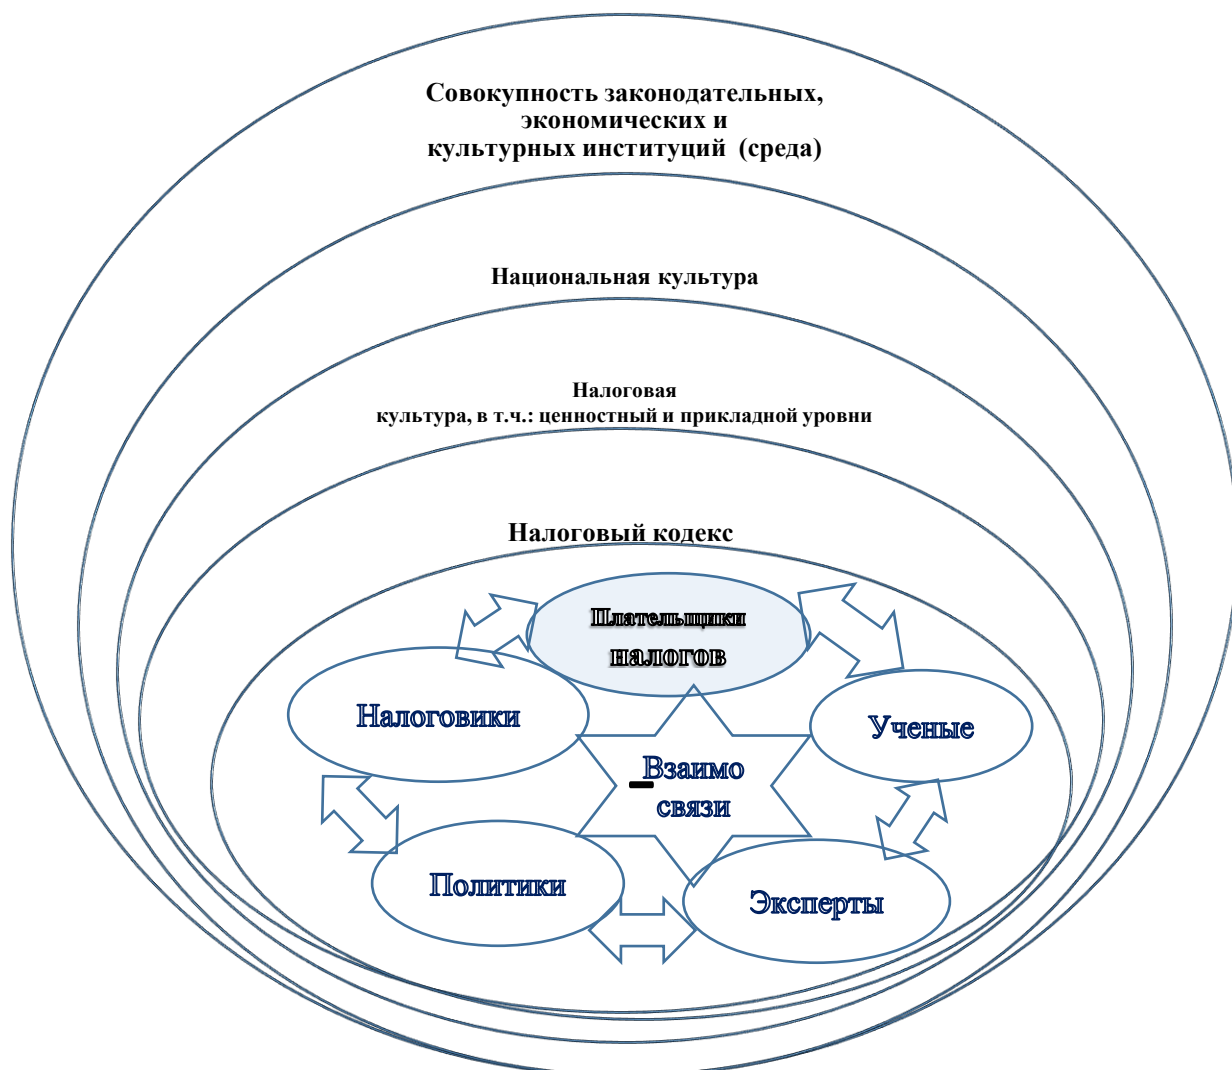 Совокупность законодательных,
экономических и
культурных институций (среда)
Национальная культура
Налоговая
культура, в т.ч.: ценностный и прикладной уровни
Налоговый кодекс
Плательщики
налогов
Налоговики
Ученые
Взаимо
связи
Политики
Эксперты